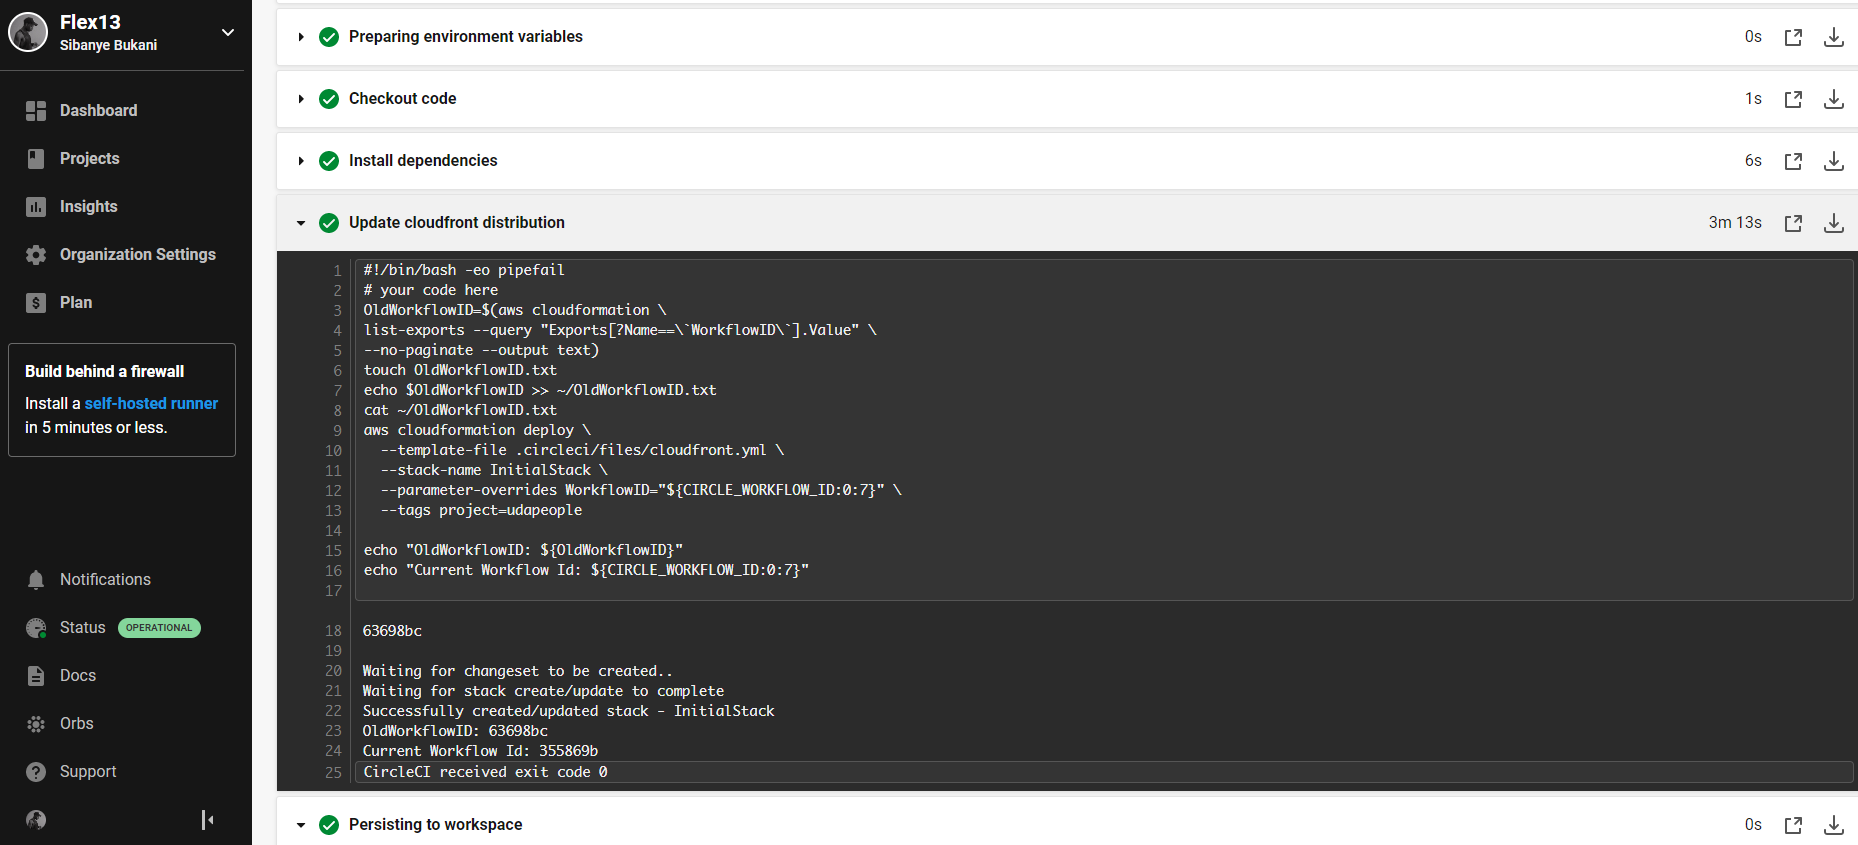 Flex13
Sibanye Bukani
Dashboard
Projects
Insights
Organization Settings
Plan
Build behind a firewall
Install a self-hosted runner
in 5 minutes or less.
Notifications
Status OPERATIONAL
Docs
Orbs
Support
Preparing environment variables 0s
Checkout code 1s
Install dependencies 6s
Update cloudfront distribution 3m 13s
1 #!/bin/bash -eo pipefail
2 # your code here
3 OldWorkflowID=$(aws cloudformation \
4 list-exports --query "Exports[?Name==\`WorkflowID\`].Value" \
5 --no-paginate --output text)
6 touch OldWorkflowID.txt
7 echo $OldWorkflowID >> ~/OldWorkflowID.txt
8 cat ~/OldWorkflowID.txt
9 aws cloudformation deploy \
10   --template-file .circleci/files/cloudfront.yml \
11   --stack-name InitialStack \
12   --parameter-overrides WorkflowID="${CIRCLE_WORKFLOW_ID:0:7}" \
13   --tags project=udapeople
14
15 echo "OldWorkflowID: ${OldWorkflowID}"
16 echo "Current Workflow Id: ${CIRCLE_WORKFLOW_ID:0:7}"
17
18 63698bc
19
20 Waiting for changeset to be created..
21 Waiting for stack create/update to complete
22 Successfully created/updated stack - InitialStack
23 OldWorkflowID: 63698bc
24 Current Workflow Id: 355869b
25 CircleCI received exit code 0
Persisting to workspace 0s